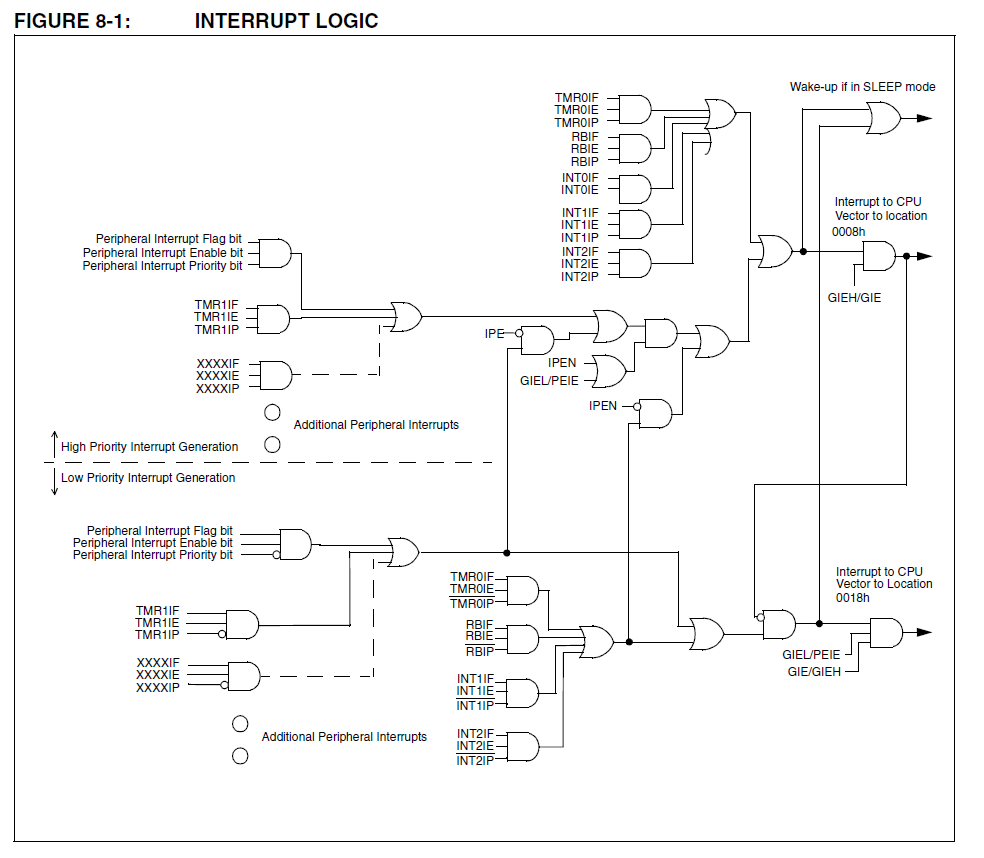 FIGURE 8-1: INTERRUPT LOGIC
Wake-up if in SLEEP mode
TMR0IF
TMR0IE
TMR0IP
RBIF
RBIE
RBIP
INT0IF
INT0IE
INT1IF
INT1IE
INT1IP
INT2IF
INT2IE
INT2IP
Interrupt to CPU
Vector to location
0008h
GIEH/GIE
Peripheral Interrupt Flag bit
Peripheral Interrupt Enable bit
Peripheral Interrupt Priority bit
TMR1IF
TMR1IE
TMR1IP
XXXXIF
XXXXIE
XXXXIP
IPE
IPEN
GIEL/PEIE
IPEN
Additional Peripheral Interrupts
High Priority Interrupt Generation
Low Priority Interrupt Generation
Peripheral Interrupt Flag bit
Peripheral Interrupt Enable bit
Peripheral Interrupt Priority bit
TMR1IF
TMR1IE
TMR1IP
XXXXIF
XXXXIE
XXXXIP
Additional Peripheral Interrupts
TMR0IF
TMR0IE
TMR0IP
RBIF
RBIE
RBIP
INT1IF
INT1IE
INT1IP
INT2IF
INT2IE
INT2IP
Interrupt to CPU
Vector to Location
0018h
GIEL/PEIE
GIE/GIEH